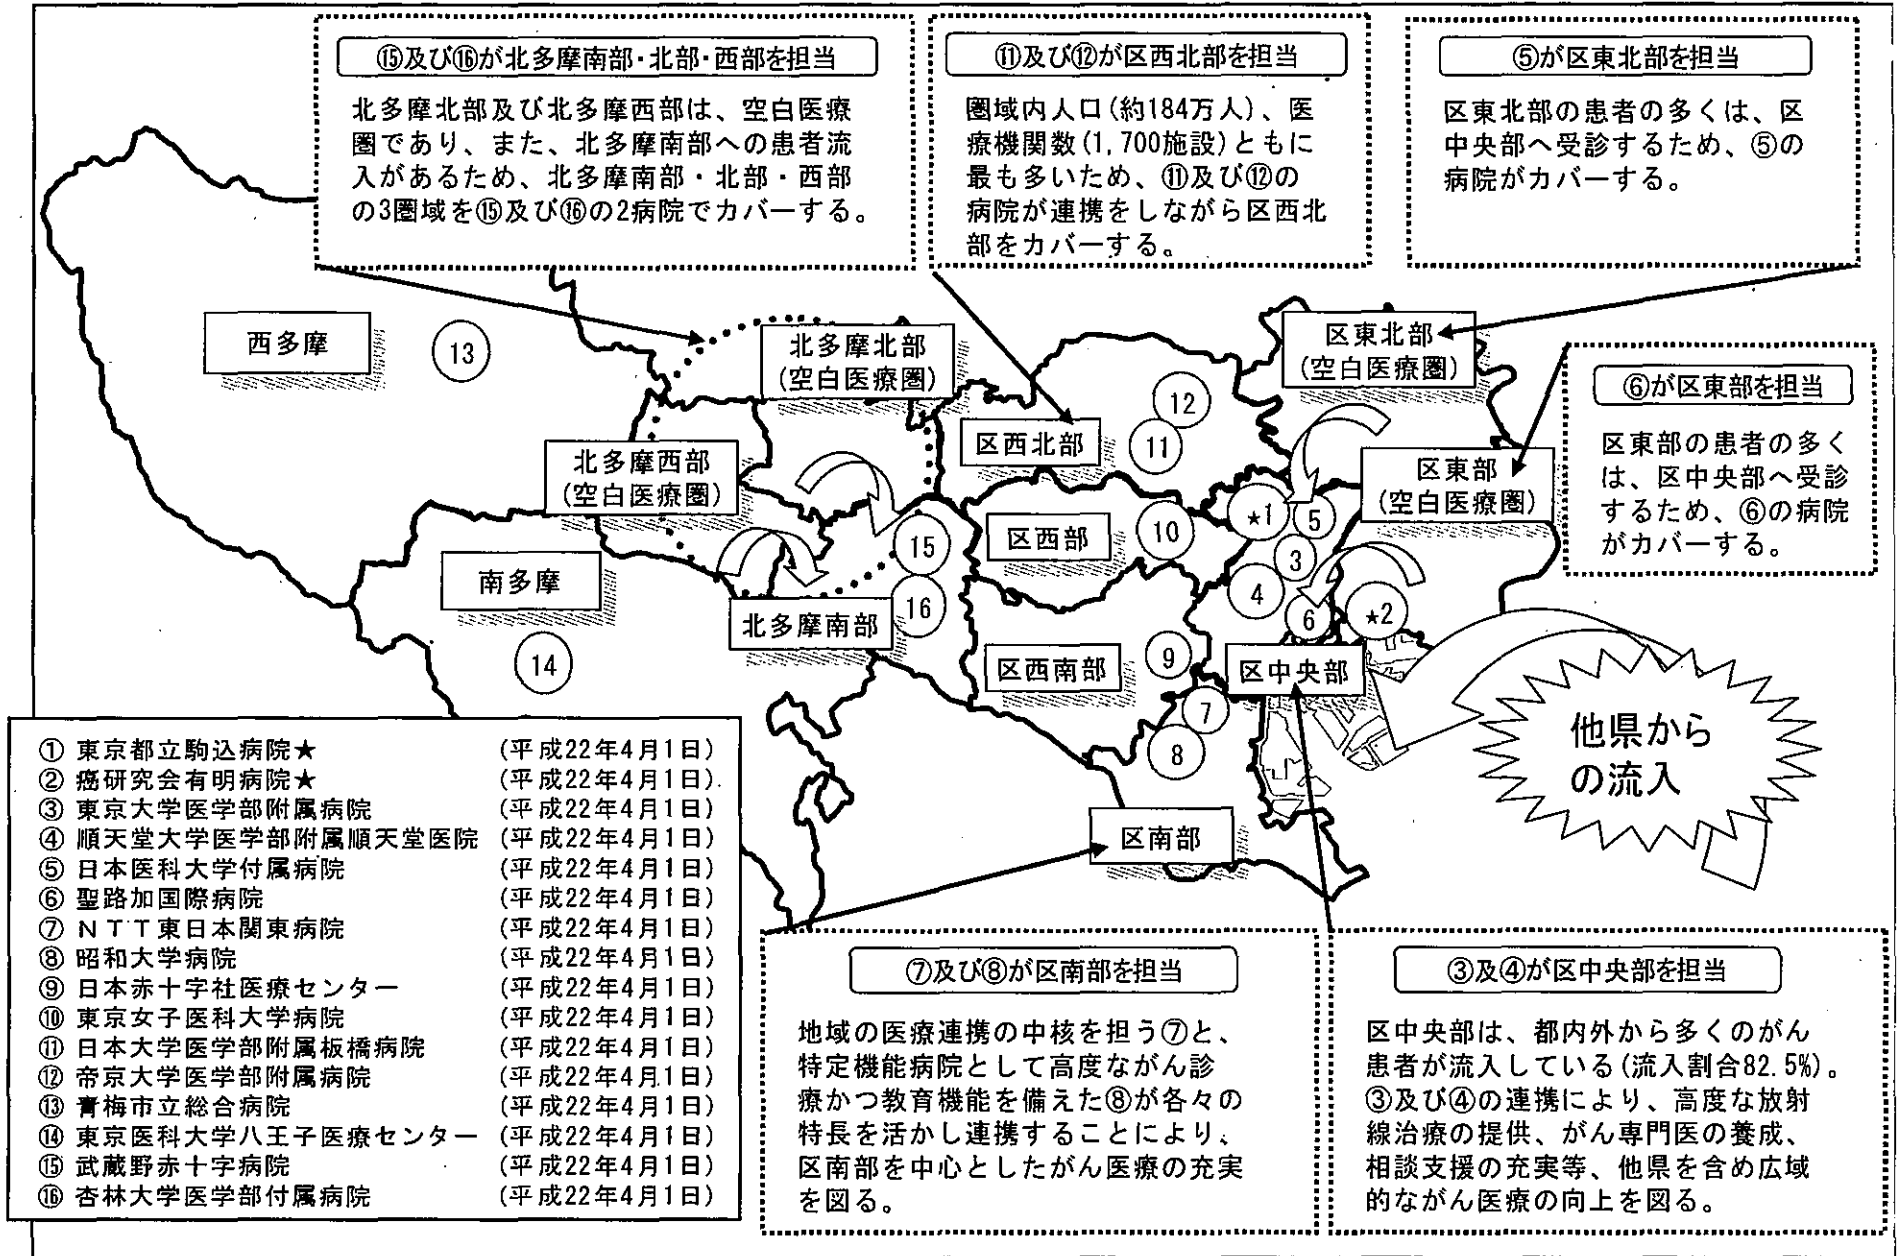 ⑮及び⑯が北多摩南部・北部・西部を担当
北多摩北部及び北多摩西部は、空白医療
圏であり、また、北多摩南部への患者流
入があるため、北多摩南部・北部・西部
の3圏域を⑮及び⑯の2病院でカバーする。
⑪及び⑫が区西北部を担当
圏域内人口(約184万人)、医
療機関数(1,700施設)ともに
最も多いため、⑪及び⑫の
病院が連携をしながら区西北
部をカバーする。
⑤が区東北部を担当
区東北部の患者の多くは、区
中央部へ受診するため、⑤の
病院がカバーする。
⑥が区東部を担当
区東部の患者の多く
は、区中央部へ受診
するため、⑥の病院
がカバーする。
西多摩
13
北多摩北部
(空白医療圏)
区東北部
(空白医療圏)
12
11
区西北部
北多摩西部
(空白医療圏)
区東部
(空白医療圏)
★1
5
10
区西部
15
3
南多摩
4
16
6
★2
北多摩南部
14
区西南部
9
区中央部
7
8
他県から
の流入
区南部
① 東京都立駒込病院★ (平成22年4月1日)
② 癌研究会有明病院★ (平成22年4月1日)
③ 東京大学医学部附属病院 (平成22年4月1日)
④ 順天堂大学医学部附属順天堂医院 (平成22年4月1日)
⑤ 日本医科大学付属病院 (平成22年4月1日)
⑥ 聖路加国際病院 (平成22年4月1日)
⑦ NTT東日本関東病院 (平成22年4月1日)
⑧ 昭和大学病院 (平成22年4月1日)
⑨ 日本赤十字社医療センター (平成22年4月1日)
⑩ 東京女子医科大学病院 (平成22年4月1日)
⑪ 日本大学医学部附属板橋病院 (平成22年4月1日)
⑫ 帝京大学医学部附属病院 (平成22年4月1日)
⑬ 青梅市立総合病院 (平成22年4月1日)
⑭ 東京医科大学八王子医療センター (平成22年4月1日)
⑮ 武蔵野赤十字病院 (平成22年4月1日)
⑯ 杏林大学医学部付属病院 (平成22年4月1日)
⑦及び⑧が区南部を担当
地域の医療連携の中核を担う⑦と、
特定機能病院として高度ながん診
療かつ教育機能を備えた⑧が各々の
特長を活かし連携することにより、
区南部を中心としたがん医療の充実
を図る。
③及④が区中央部を担当
区中央部は、都内外から多くのがん
患者が流入している(流入割合82.5%)。
③及び④の連携により、高度な放射
線治療の提供、がん専門医の養成、
相談支援の充実等、他県を含め広域
的ながん医療の向上を図る。